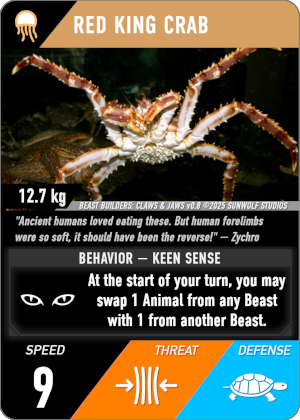 RED KING CRAB
12.7 kg
BEAST BUILDERS: CLAWS & JAWS v0.8 ©2025 SUNWOLF STUDIOS
"Ancient humans loved eating these. But human forelimbs
were so soft, it should have been the reverse!" — Zychro
BEHAVIOR — KEEN SENSE
At the start of your turn, you may
swap 1 Animal from any Beast
with 1 from another Beast.
SPEED
THREAT
DEFENSE
9